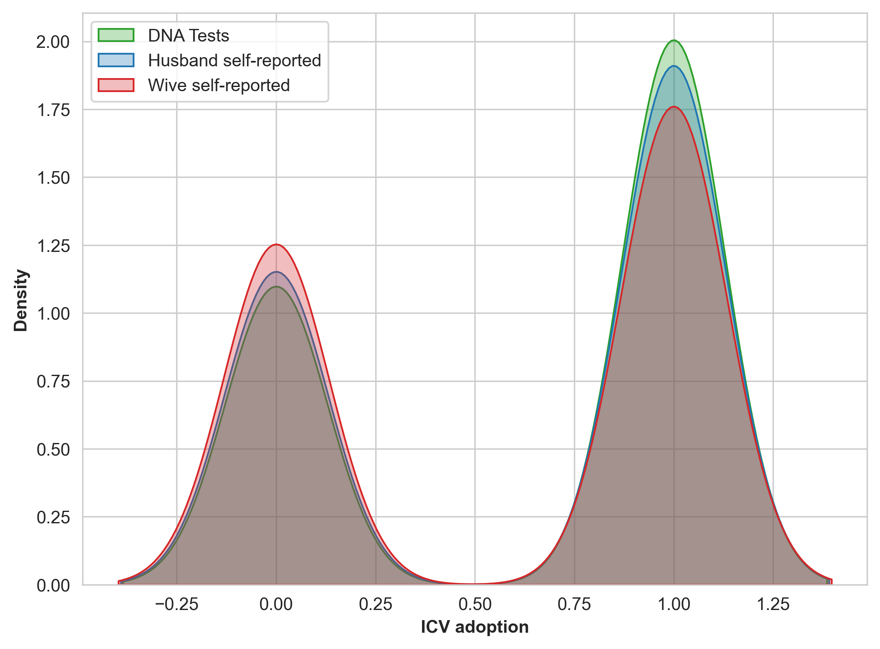 DNA Tests
Husband self-reported
Wive self-reported
2.00
1.75
1.50
1.25
1.00
0.75
0.50
0.25
0.00
Density
−0.25 0.00 0.25 0.50 0.75 1.00 1.25
ICV adoption